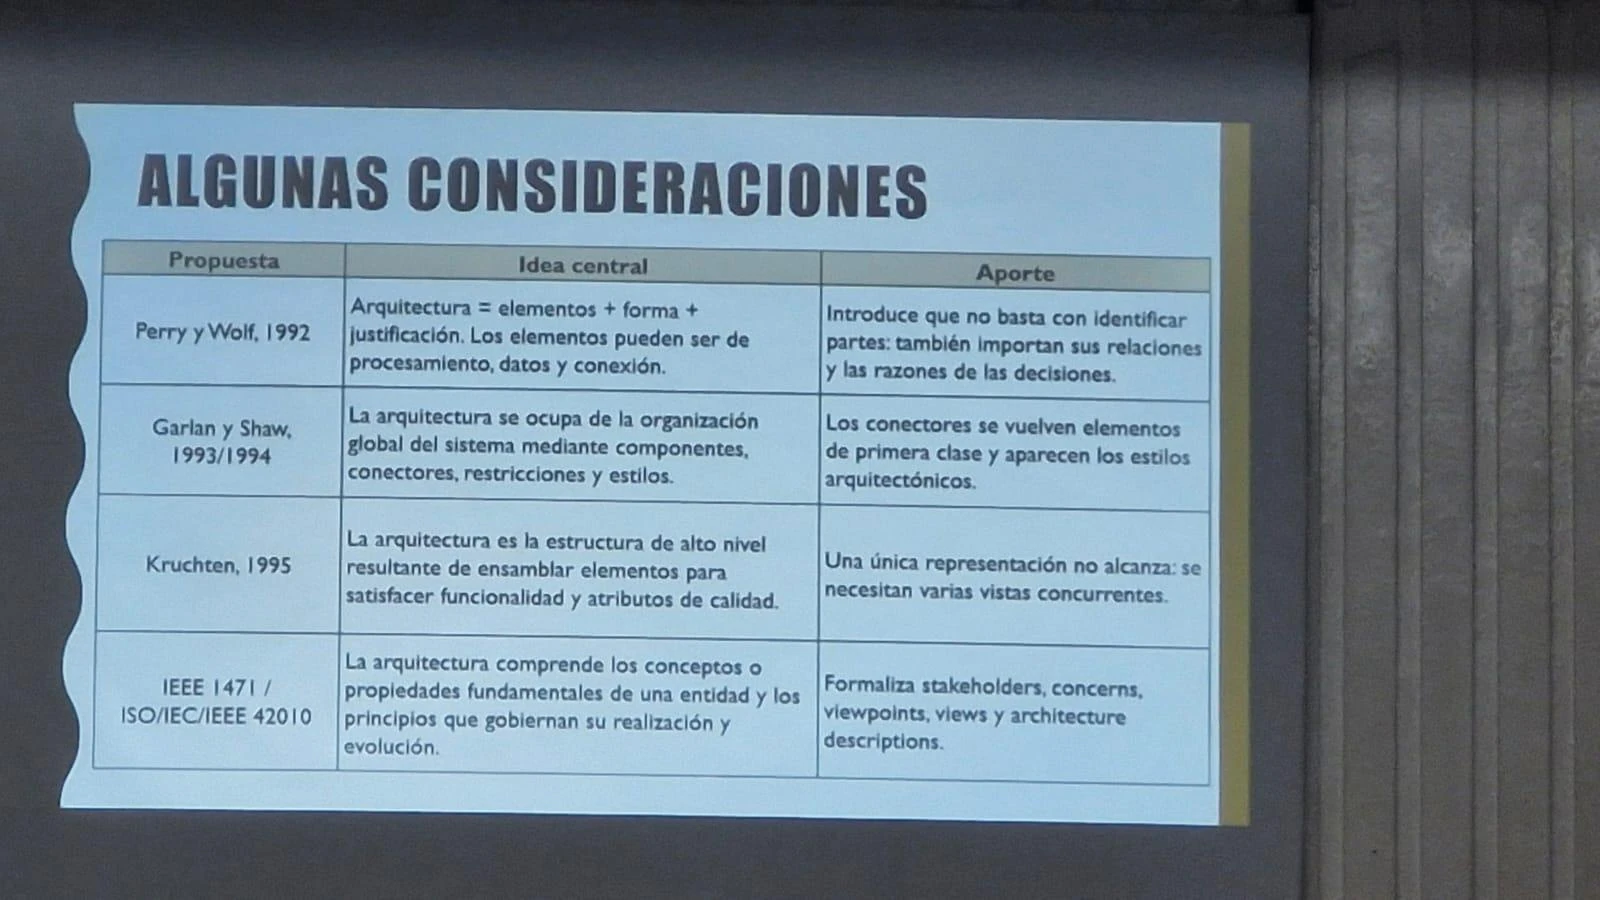 ALGUNAS CONSIDERACIONES
Propuesta
Idea central
Aporte
Perry y Wolf, 1992
Arquitectura = elementos + forma +
justificación. Los elementos pueden ser de
procesamiento, datos y conexión.
Introduce que no basta con identificar
partes: también importan sus relaciones
y las razones de las decisiones.
Garlan y Shaw,
1993/1994
La arquitectura se ocupa de la organización
global del sistema mediante componentes,
conectores, restricciones y estilos.
Los conectores se vuelven elementos
de primera clase y aparecen los estilos
arquitectónicos.
Kruchten, 1995
La arquitectura es la estructura de alto nivel
resultante de ensamblar elementos para
satisfacer funcionalidad y atributos de calidad.
Una única representación no alcanza: se
necesitan varias vistas concurrentes.
IEEE 1471 /
ISO/IEC/IEEE 42010
La arquitectura comprende los conceptos o
propiedades fundamentales de una entidad y los
principios que gobiernan su realización y
evolución.
Formaliza stakeholders, concerns,
viewpoints, views y architecture
descriptions.